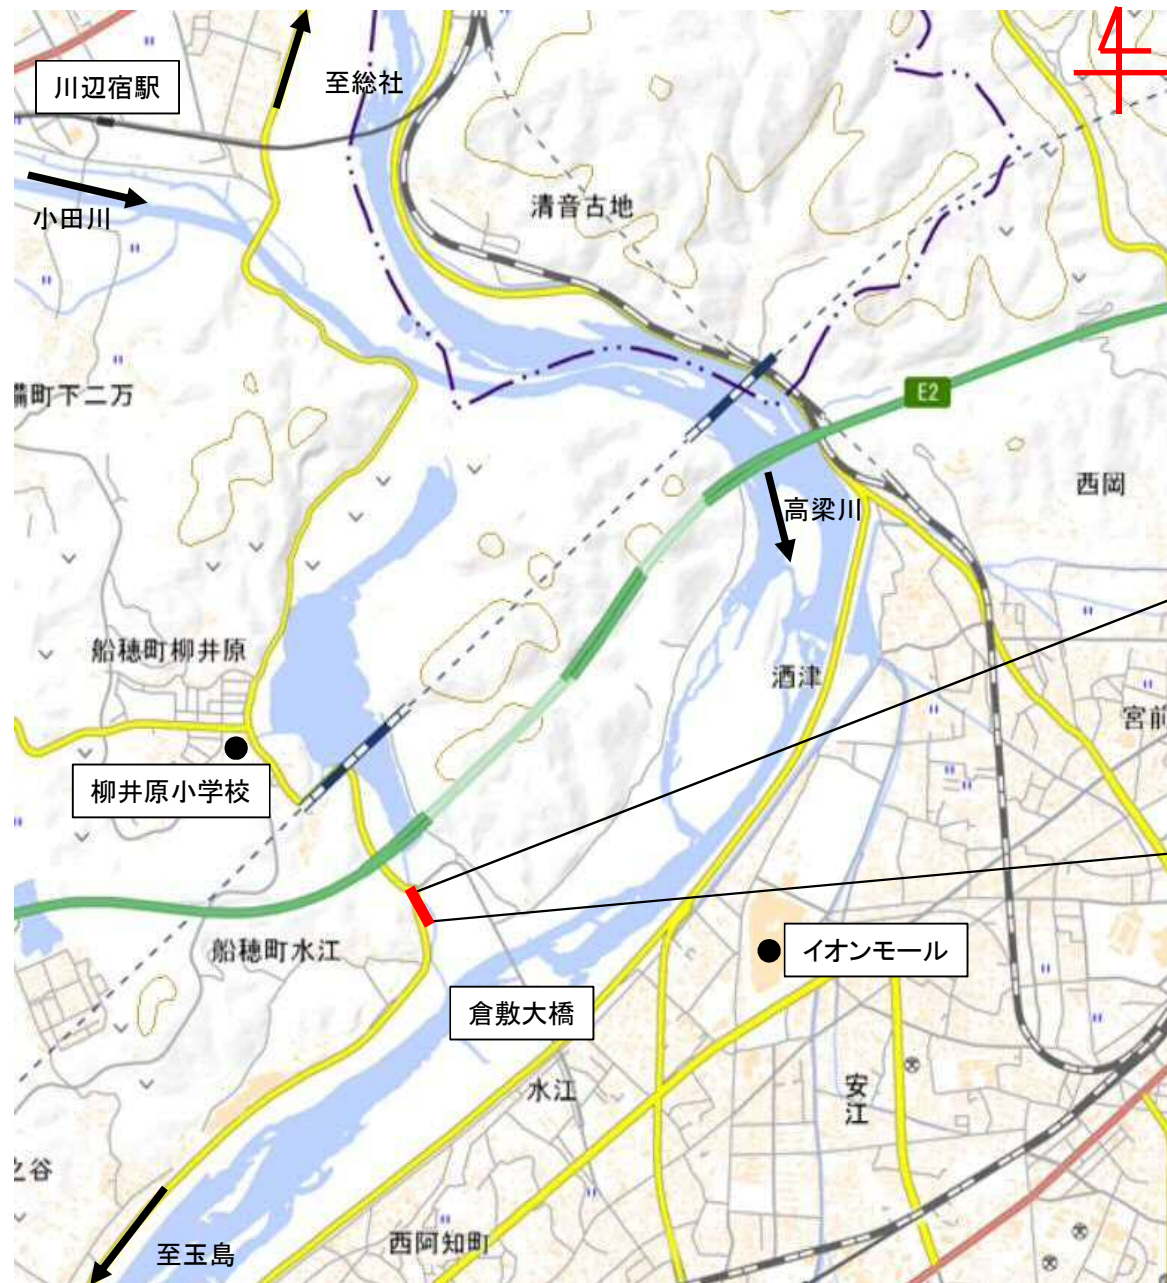 川辺宿駅
至総社
小田川
清音古地
備町下二万
E2
西岡
高梁川
船穂町柳井原
酒津
宮前
柳井原小学校
船穂町水江
イオンモール
倉敷大橋
水江
安江
之谷
至玉島
西阿知町